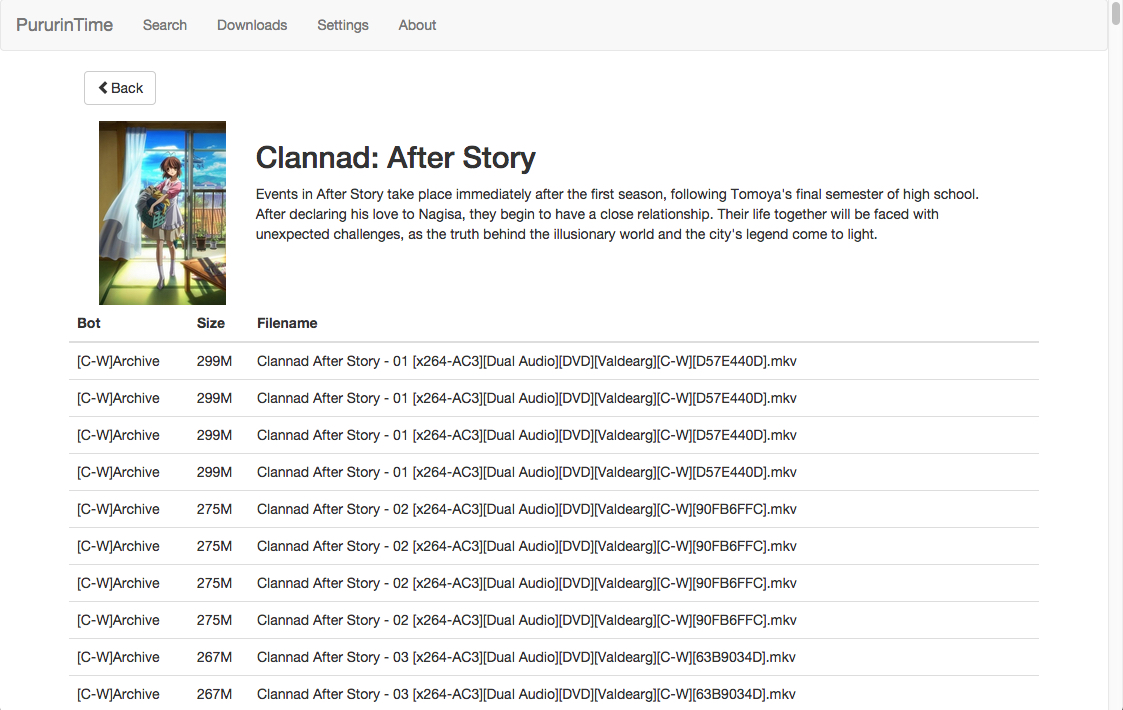 PururinTime Search Downloads Settings About
Back
Clannad: After Story
Events in After Story take place immediately after the first season, following Tomoya's final semester of high school.
After declaring his love to Nagisa, they begin to have a close relationship. Their life together will be faced with
unexpected challenges, as the truth behind the illusionary world and the city's legend come to light.
Bot Size Filename
[C-W]Archive 299M Clannad After Story - 01 [x264-AC3][Dual Audio][DVD][Valdearg][C-W][D57E440D].mkv
[C-W]Archive 299M Clannad After Story - 01 [x264-AC3][Dual Audio][DVD][Valdearg][C-W][D57E440D].mkv
[C-W]Archive 299M Clannad After Story - 01 [x264-AC3][Dual Audio][DVD][Valdearg][C-W][D57E440D].mkv
[C-W]Archive 299M Clannad After Story - 01 [x264-AC3][Dual Audio][DVD][Valdearg][C-W][D57E440D].mkv
[C-W]Archive 275M Clannad After Story - 02 [x264-AC3][Dual Audio][DVD][Valdearg][C-W][90FB6FFC].mkv
[C-W]Archive 275M Clannad After Story - 02 [x264-AC3][Dual Audio][DVD][Valdearg][C-W][90FB6FFC].mkv
[C-W]Archive 275M Clannad After Story - 02 [x264-AC3][Dual Audio][DVD][Valdearg][C-W][90FB6FFC].mkv
[C-W]Archive 275M Clannad After Story - 02 [x264-AC3][Dual Audio][DVD][Valdearg][C-W][90FB6FFC].mkv
[C-W]Archive 267M Clannad After Story - 03 [x264-AC3][Dual Audio][DVD][Valdearg][C-W][63B9034D].mkv
[C-W]Archive 267M Clannad After Story - 03 [x264-AC3][Dual Audio][DVD][Valdearg][C-W][63B9034D].mkv